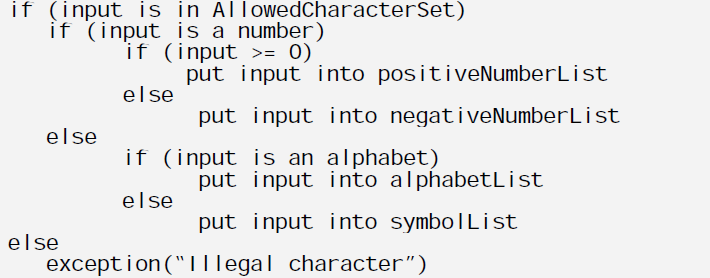 if (input is in AllowedCharacterSet)
if (input is a number)
if (input >= 0)
put input into positiveNumberList
else
put input into negativeNumberList
else
if (input is an alphabet)
put input into alphabetList
else
put input into symbolList
else
exception(“Illegal character”)